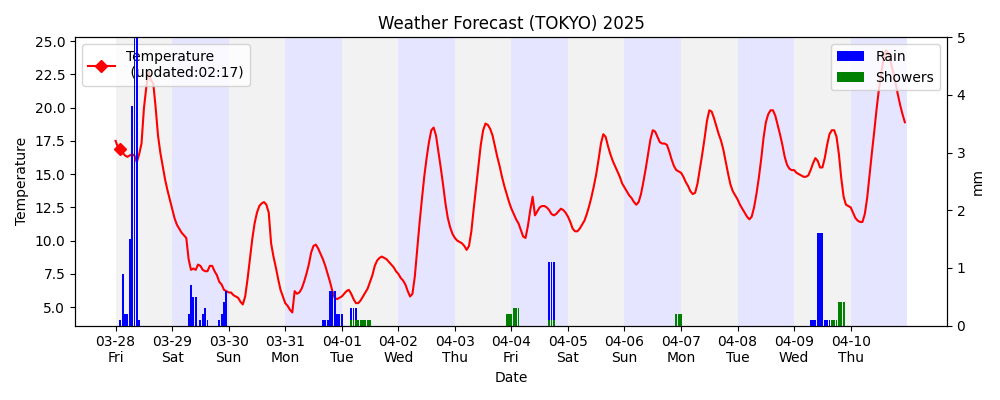 Weather Forecast (TOKYO) 2025
Temperature
(updated:02:17)
Rain
Showers
25.0
22.5
20.0
17.5
15.0
12.5
10.0
7.5
5.0
Temperature
5
4
3
2
1
0
mm
03-28 03-29 03-30 03-31 04-01 04-02 04-03 04-04 04-05 04-06 04-07 04-08 04-09 04-10
Fri Sat Sun Mon Tue Wed Thu Fri Sat Sun Mon Tue Wed Thu
Date